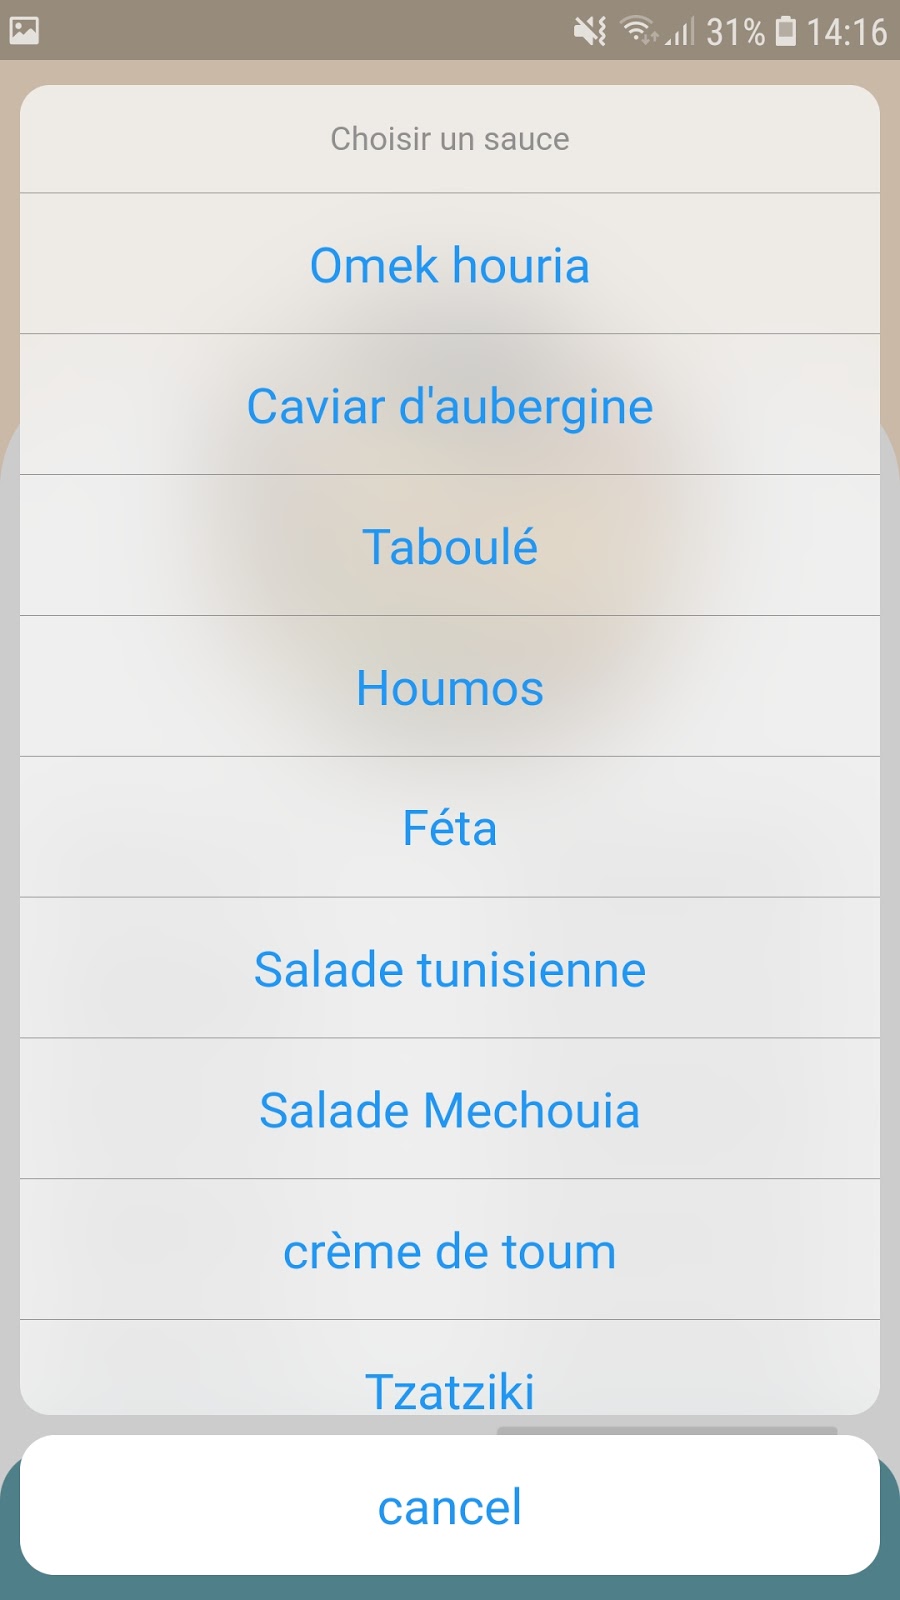 31% 14:16
Choisir un sauce
Omek houria
Caviar d'aubergine
Taboulé
Houmos
Féta
Salade tunisienne
Salade Mechouia
crème de toum
Tzatziki
cancel